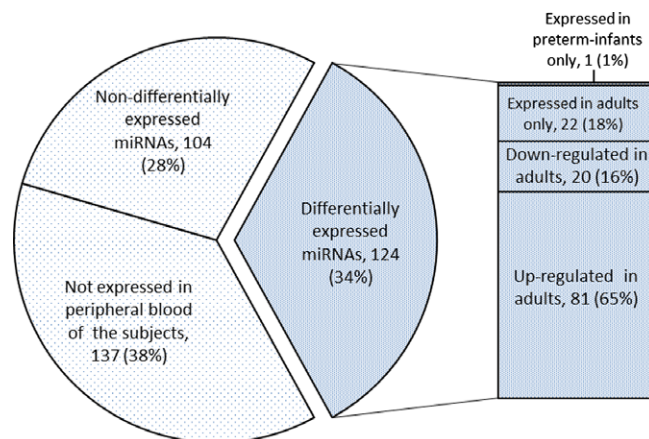 Expressed in
preterm-infants
only, 1 (1%)
Non-differentially
expressed
miRNAs, 104
(28%)
Expressed in adults
only, 22 (18%)
Down-regulated in
adults, 20 (16%)
Differentially
expressed
miRNAs, 124
(34%)
Up-regulated in
adults, 81 (65%)
Not expressed in
peripheral blood
of the subjects,
137 (38%)